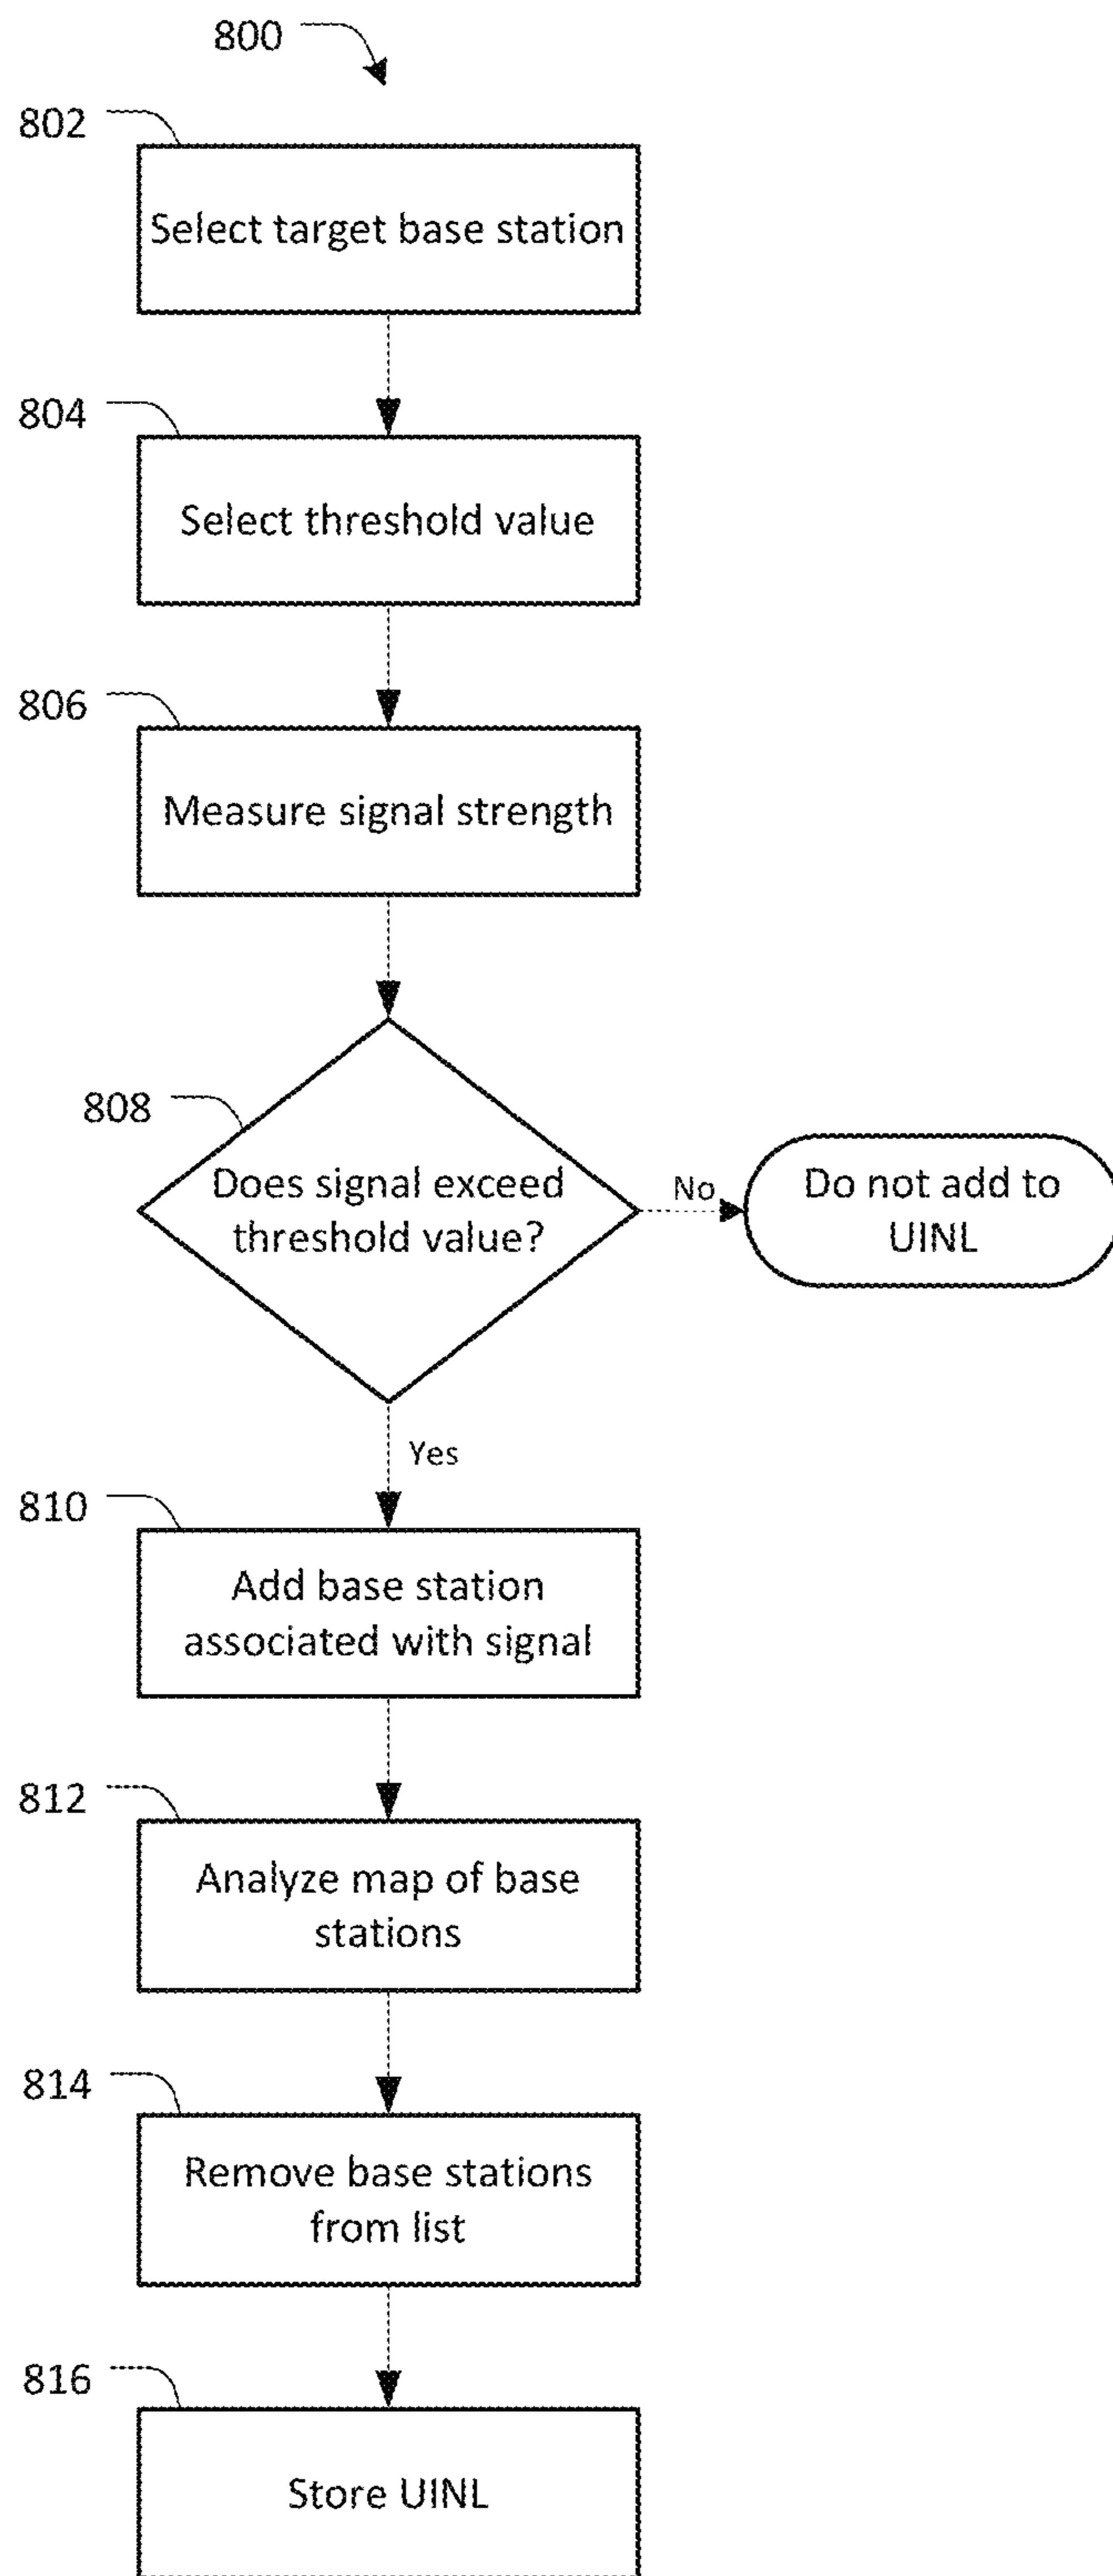 800
802
Select target base station
804
Select threshold value
806
Measure signal strength
808
Does signal exceed
threshold value?
No
Do not add to
UINL
Yes
810
Add base station
associated with signal
812
Analyze map of base
stations
814
Remove base stations
from list
816
Store UINL